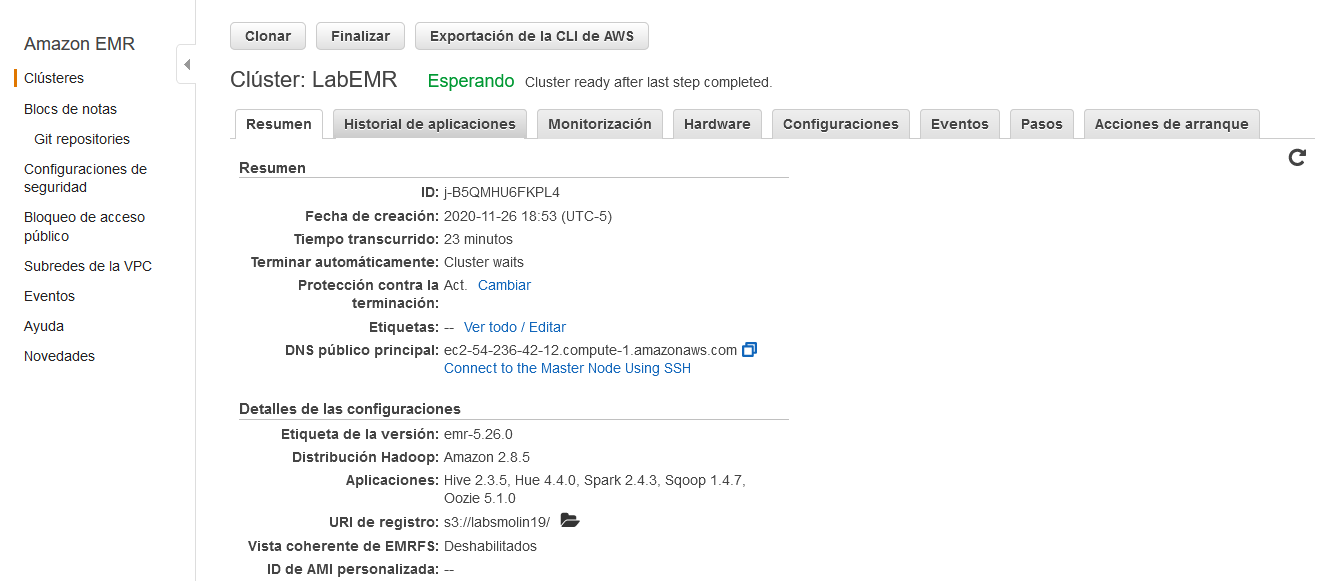 Amazon EMR
Clústeres
Blocs de notas
Git repositories
Configuraciones de
seguridad
Bloqueo de acceso
público
Subredes de la VPC
Eventos
Ayuda
Novedades
Clonar Finalizar Exportación de la CLI de AWS
Clúster: LabEMR Esperando Cluster ready after last step completed.
Resumen Historial de aplicaciones Monitorización Hardware Configuraciones Eventos Pasos Acciones de arranque
Resumen
ID: j-B5QMHU6FKPL4
Fecha de creación: 2020-11-26 18:53 (UTC-5)
Tiempo transcurrido: 23 minutos
Terminar automáticamente: Cluster waits
Protección contra la Act. Cambiar
terminación:
Etiquetas: -- Ver todo / Editar
DNS público principal: ec2-54-236-42-12.compute-1.amazonaws.com
Connect to the Master Node Using SSH
Detalles de las configuraciones
Etiqueta de la versión: emr-5.26.0
Distribución Hadoop: Amazon 2.8.5
Aplicaciones: Hive 2.3.5, Hue 4.4.0, Spark 2.4.3, Sqoop 1.4.7,
Oozie 5.1.0
URI de registro: s3://labsmolin19/
Vista coherente de EMRFS: Deshabilitados
ID de AMI personalizada: --